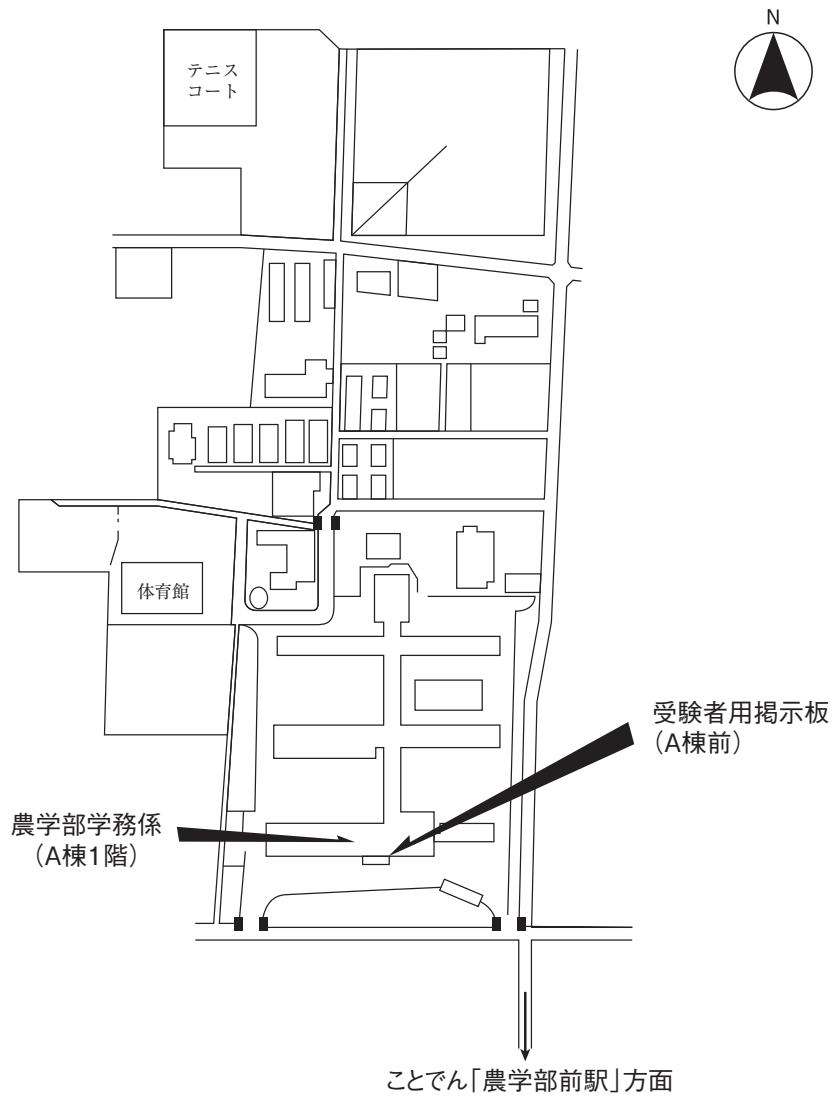 N
テニス
コート
体育館
受験者用掲示板
（A棟前）
農学部学務係
（A棟1階）
ことでん「農学部前駅」方面